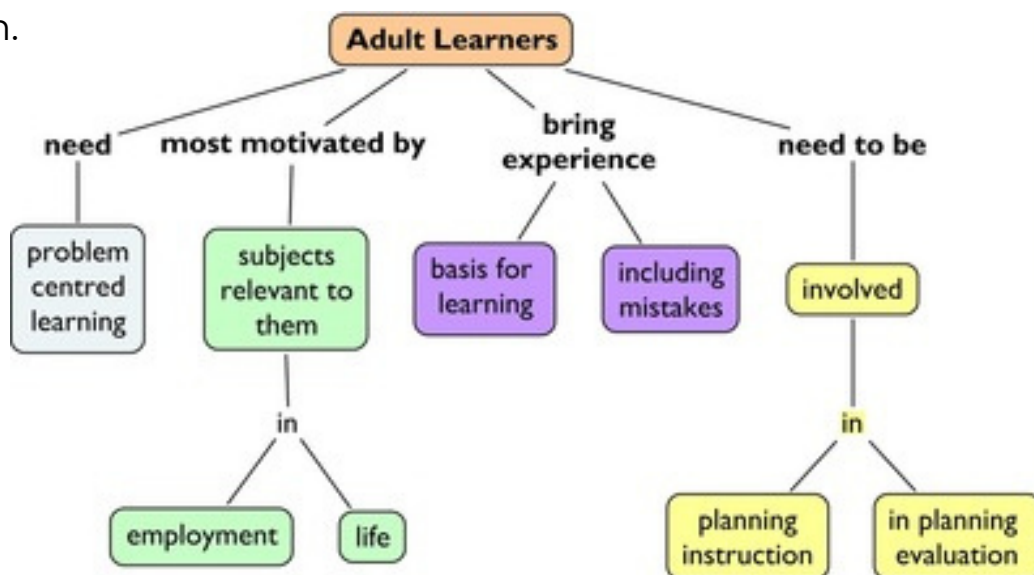 n.
Adult Learners
need
most motivated by
bring
experience
need to be
problem
centred
learning
subjects
relevant to
them
basis for
learning
including
mistakes
involved
in
in
employment
life
planning
instruction
in planning
evaluation